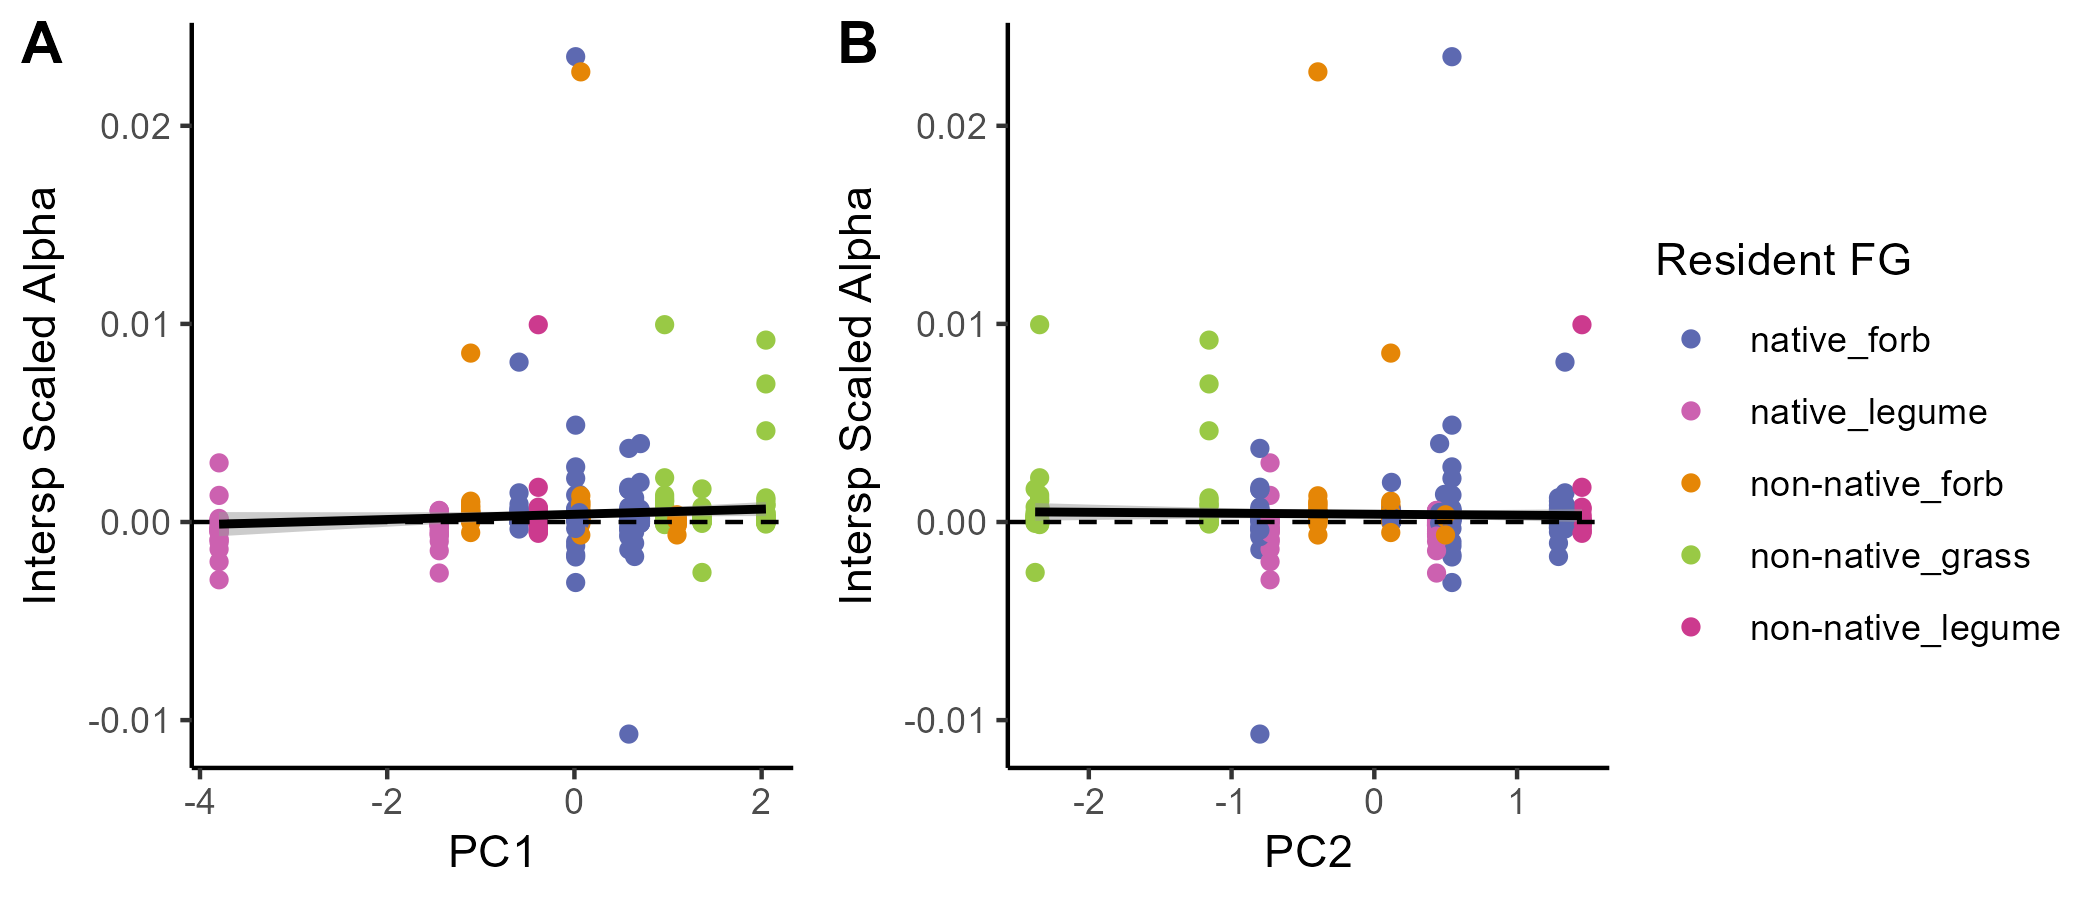 A
B
Intersp Scaled Alpha
0.02
0.01
0.00
-0.01
-4
-2
0
2
PC1
Intersp Scaled Alpha
0.02
0.01
0.00
-0.01
-2
-1
0
1
PC2
Resident FG
native_forb
native_legume
non-native_forb
non-native_grass
non-native_legume